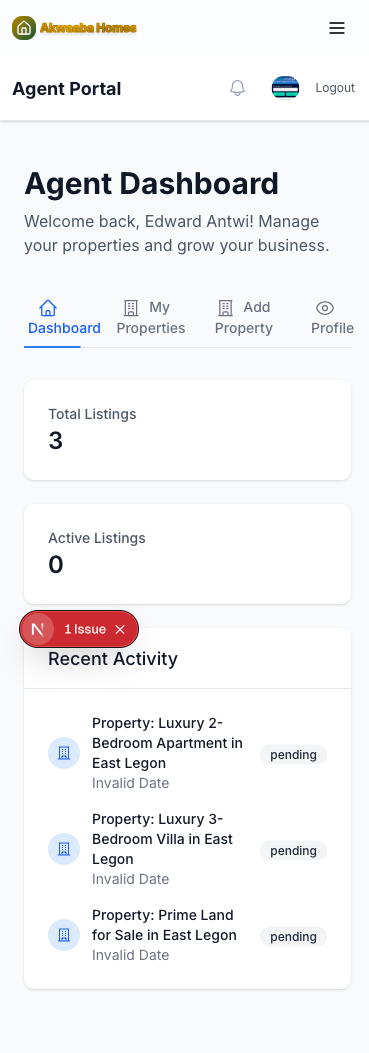 Akwaaba Homes
Agent Portal
Logout
Agent Dashboard
Welcome back, Edward Antwi! Manage
your properties and grow your business.
Dashboard
My
Properties
Add
Property
Profile
Total Listings
3
Active Listings
0
N 1 Issue
Recent Activity
Property: Luxury 2-
Bedroom Apartment in
East Legon
Invalid Date
pending
Property: Luxury 3-
Bedroom Villa in East
Legon
Invalid Date
pending
Property: Prime Land
for Sale in East Legon
Invalid Date
pending